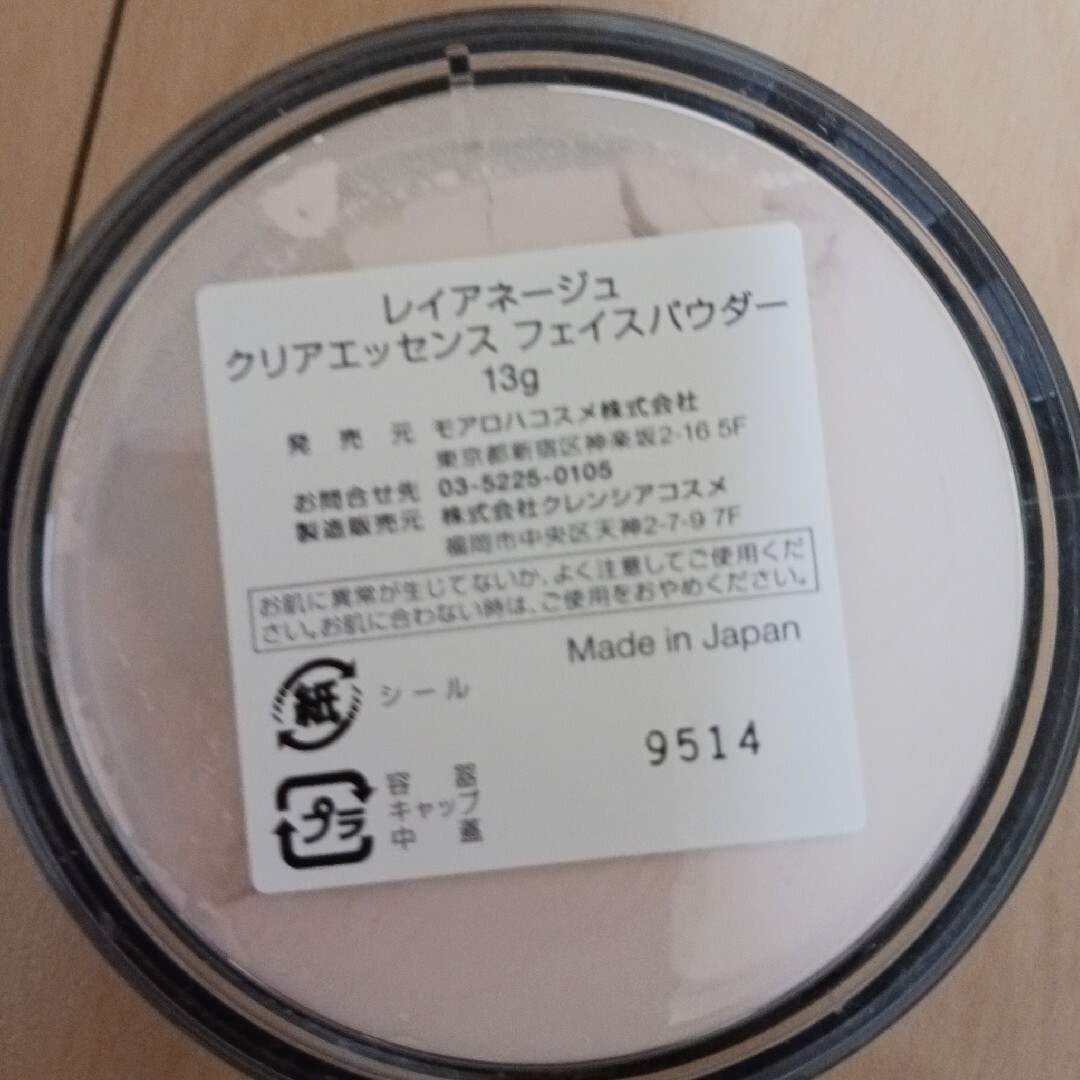 レイアネージュ
クリアエッセンス フェイスパウダー
13g
発売元 モアロハコスメ株式会社
東京都新宿区神楽坂2-16 5F
お問合せ先 03-5225-0105
製造販売元 株式会社クレンシアコスメ
福岡市中央区天神2-7-9 7F
お肌に異常が生じてないか、よく注意してご使用くだ
さい。お肌に合わない時は、ご使用をおやめください。
Made in Japan
紙 シール
9514
プラ 容器
キャップ
中蓋